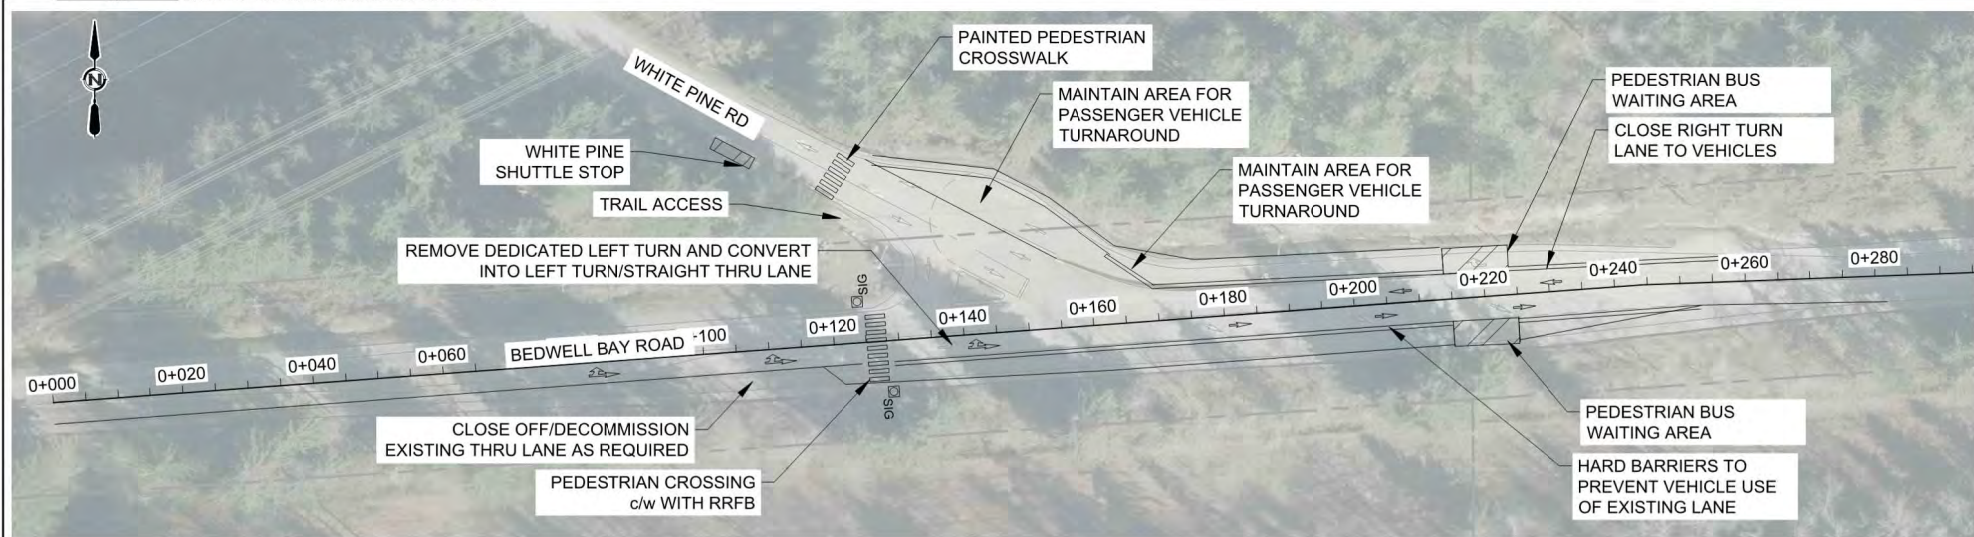 N
PAINTED PEDESTRIAN
CROSSWALK
WHITE PINE RD
MAINTAIN AREA FOR
PASSENGER VEHICLE
TURNAROUND
PEDESTRIAN BUS
WAITING AREA
CLOSE RIGHT TURN
LANE TO VEHICLES
WHITE PINE
SHUTTLE STOP
MAINTAIN AREA FOR
PASSENGER VEHICLE
TURNAROUND
TRAIL ACCESS
REMOVE DEDICATED LEFT TURN AND CONVERT
INTO LEFT TURN/STRAIGHT THRU LANE
SIG
0+000
0+020
0+040
0+060
BEDWELL BAY ROAD
+100
0+120
0+140
0+160
0+180
0+200
0+220
0+240
0+260
0+280
SIG
CLOSE OFF/DECOMMISSION
EXISTING THRU LANE AS REQUIRED
PEDESTRIAN CROSSING
c/w WITH RRFB
PEDESTRIAN BUS
WAITING AREA
HARD BARRIERS TO
PREVENT VEHICLE USE
OF EXISTING LANE